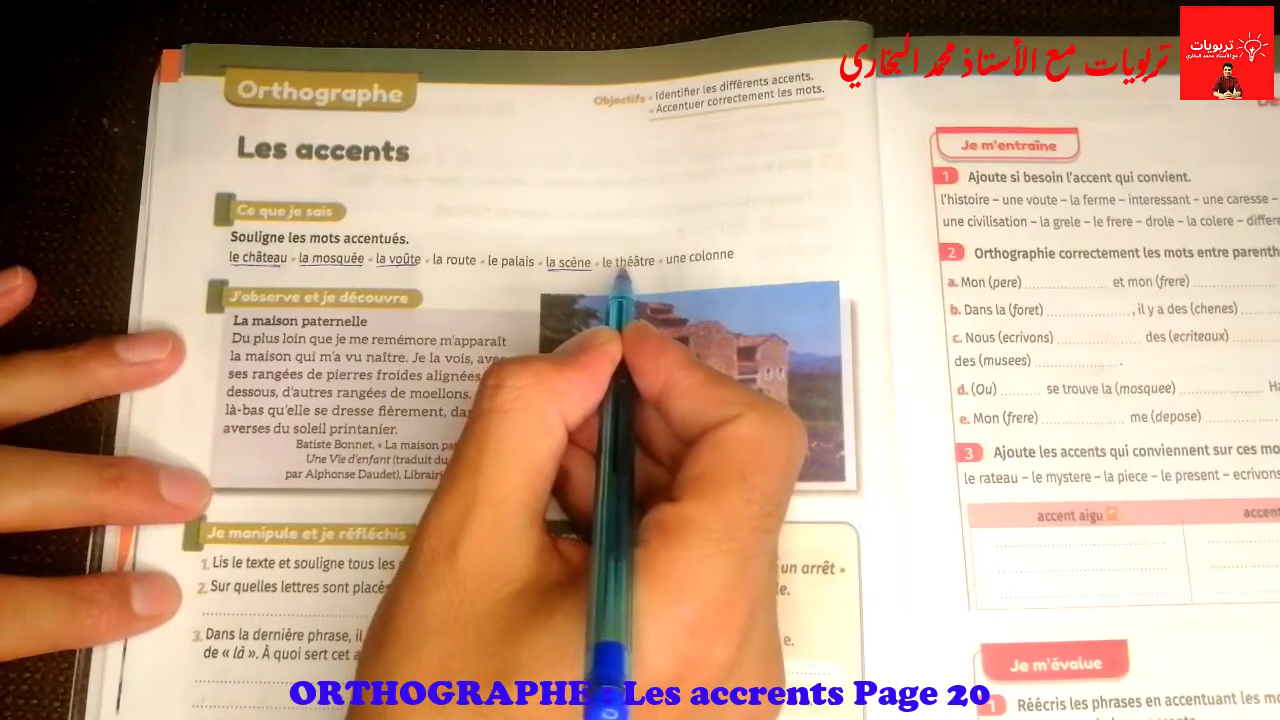 تربويات مع الأستاذ محمد البخاري
تربويات
مع الأستاذ محمد البخاري
Orthographe
Objectifs • Identifier les différents accents.
• Accentuer correctement les mots.
Les accents
Ce que je sais
Souligne les mots accentués.
le château - la mosquée - la voûte - la route - le palais - la scène - le théâtre - une colonne
J'observe et je découvre
La maison paternelle
Du plus loin que je me remémore m'apparaît
la maison qui m'a vu naître. Je la vois, avec
ses rangées de pierres froides alignées
dessous, d'autres rangées de moellons.
là-bas qu'elle se dresse fièrement,
averses du soleil printanier.
Batiste Bonnet, « La maison
Une Vie d'enfant (traduit du
par Alphonse Daudet),
Je manipule et je réfléchis
1. Lis le texte et souligne tous les
2. Sur quelles lettres sont
3. Dans la dernière phrase, il
de « là ». À quoi sert cet
un arrêt •
Je m'entraîne
1 Ajoute si besoin l'accent qui convient.
l'histoire – une voute – la ferme – interessant – une caresse –
une civilisation – la grele – le frere – drole – la colere –
2 Orthographie correctement les mots entre
a. Mon (pere) .................... et mon (frere) ....................
b. Dans la (foret) ...................., il y a des (chenes) ....................
c. Nous (ecrivons) .................... des (ecriteaux) ....................
des (musees) .................... .
d. (Ou) .......... se trouve la (mosquee) ....................
e. Mon (frere) .................... me (depose) ....................
3 Ajoute les accents qui conviennent sur ces
le rateau – le mystere – la piece – le present – ecrivons
accent aigu
Je m'évalue
1 Réécris les phrases en accentuant les
ORTHOGRAPHE : Les accrents Page 20